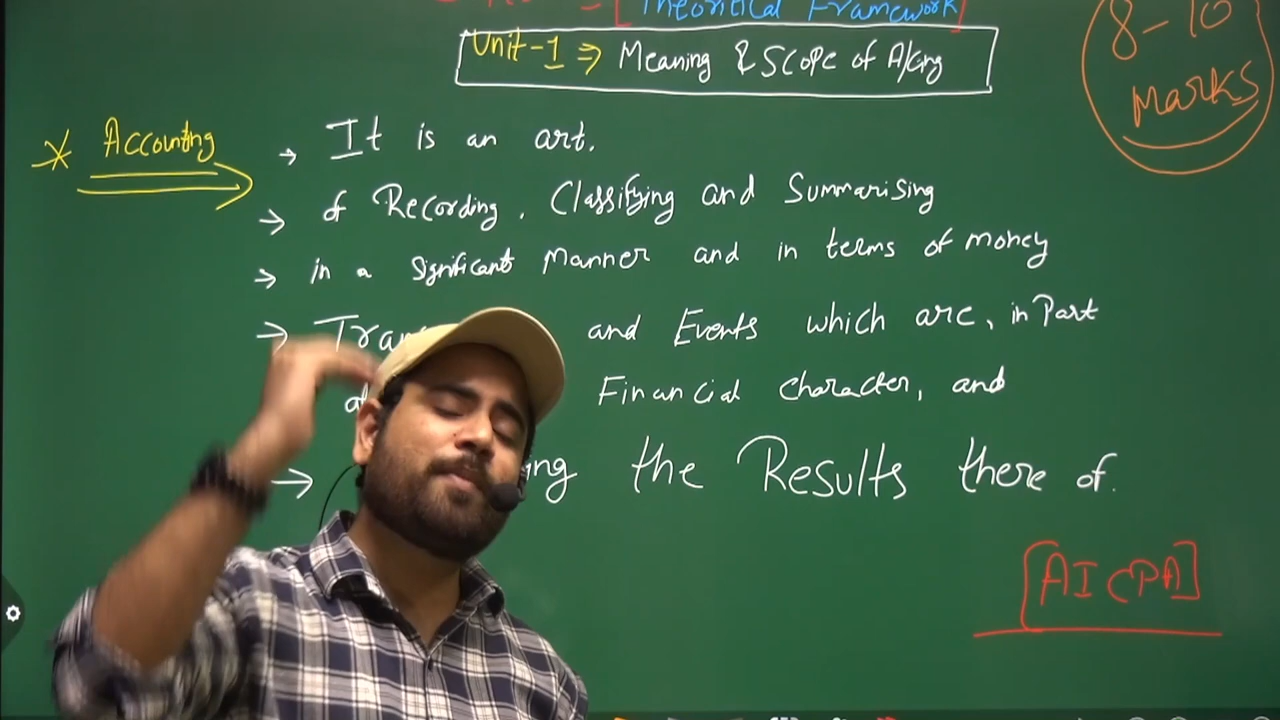 [Theoritical Framework]
Unit-1 ⇒ Meaning & Scope of A/cing
8-10
Marks
* Accounting
→ It is an art.
→ of Recording, Classifying and Summarising
→ in a Significant Manner and in terms of money
→ and Events which are, in Part
Financial character, and
→ the Results there of.
[AICPA]